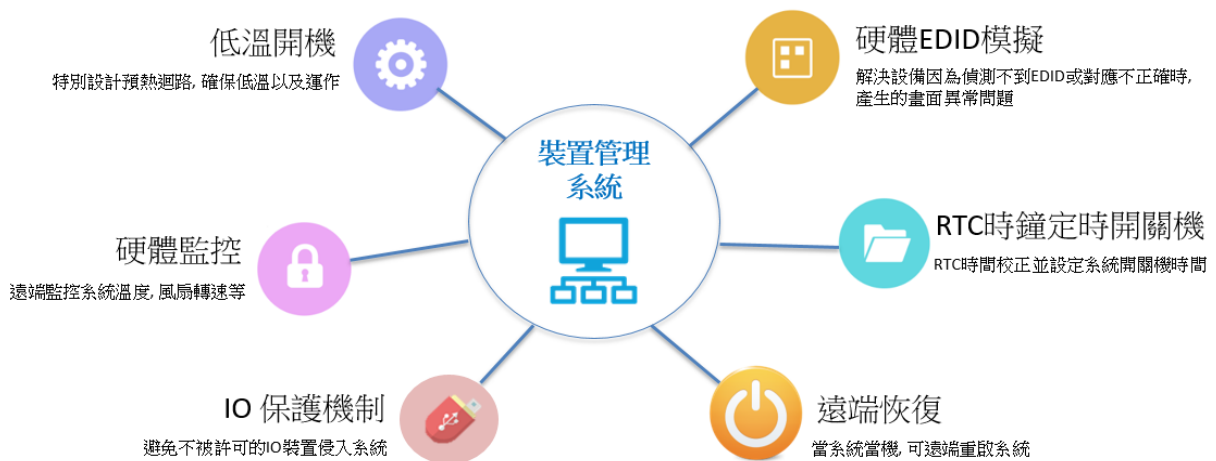 低溫開機
特別設計預熱迴路, 確保低溫以及運作
硬體EDID模擬
解決設備因為偵測不到EDID或對應不正確時,
產生的畫面異常問題
裝置管理
系統
硬體監控
遠端監控系統溫度, 風扇轉速等
RTC時鐘定時開關機
RTC時間校正並設定系統開關機時間
IO 保護機制
避免不被許可的IO裝置侵入系統
遠端恢復
當系統當機, 可遠端重啟系統